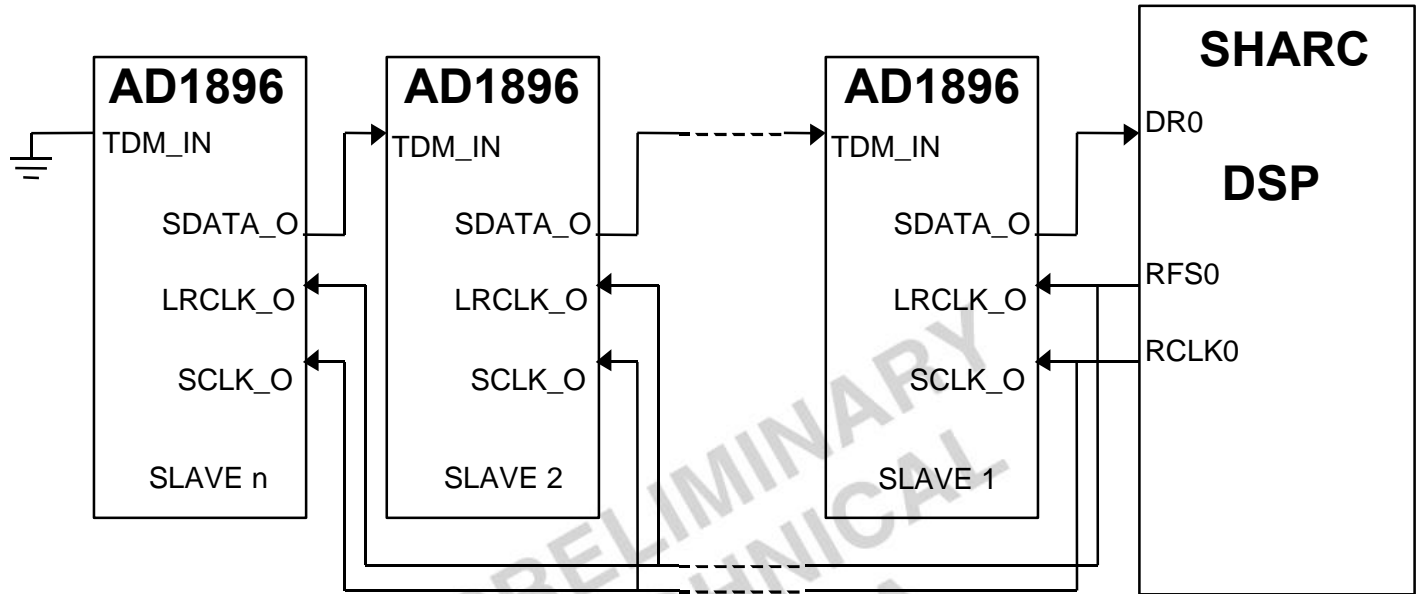 AD1896
TDM_IN
SDATA_O
LRCLK_O
SCLK_O
SLAVE n
AD1896
TDM_IN
SDATA_O
LRCLK_O
SCLK_O
SLAVE 2
AD1896
TDM_IN
SDATA_O
LRCLK_O
SCLK_O
SLAVE 1
SHARC
DR0
DSP
RFS0
RCLK0
PRELIMINARY